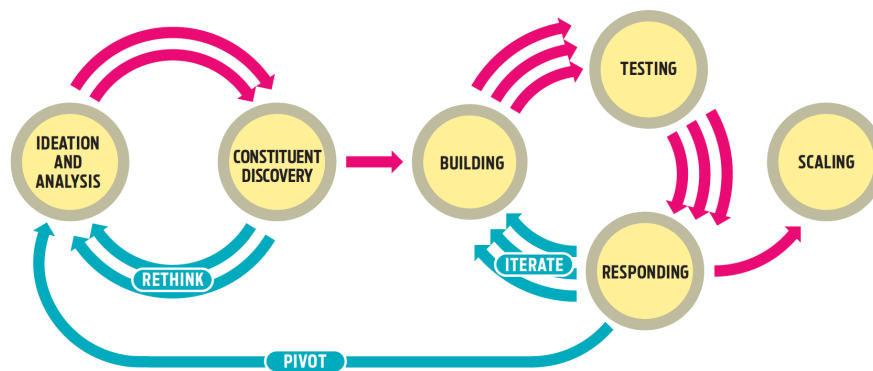 IDEATION
AND
ANALYSIS
CONSTITUENT
DISCOVERY
BUILDING
TESTING
SCALING
RESPONDING
RETHINK
ITERATE
PIVOT